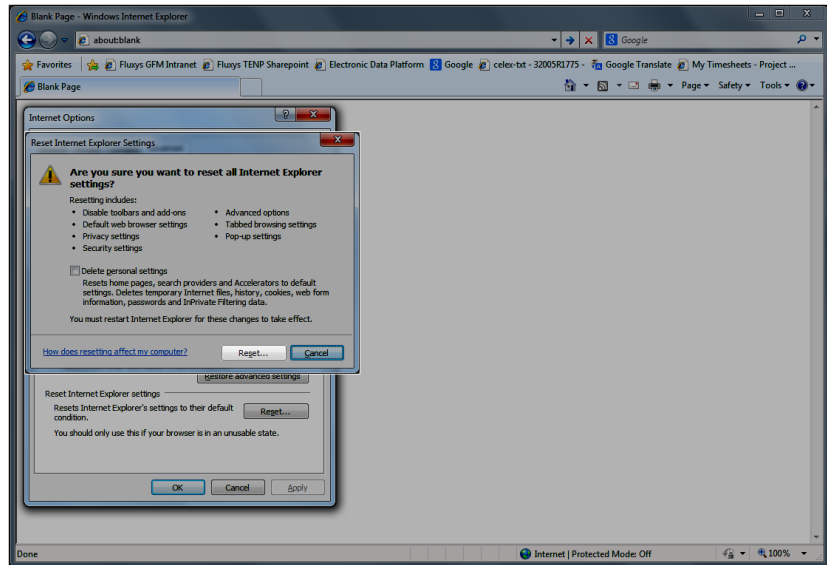 Blank Page - Windows Internet Explorer
about:blank
Google
Favorites Fluxys GFM Intranet Fluxys TENP Sharepoint Electronic Data Platform Google celex-txt - 32005R1775 - Google Translate My Timesheets - Project ...
Blank Page
Page Safety Tools
Internet Options
Reset Internet Explorer Settings
Are you sure you want to reset all Internet Explorer
settings?
Resetting includes:
• Disable toolbars and add-ons • Advanced options
• Default web browser settings • Tabbed browsing settings
• Privacy settings • Pop-up settings
• Security settings
Delete personal settings
Resets home pages, search providers and Accelerators to default
settings. Deletes temporary Internet files, history, cookies, web form
information, passwords and InPrivate Filtering data.
You must restart Internet Explorer for these changes to take effect.
How does resetting affect my computer? Reset... Cancel
Restore advanced settings
Reset Internet Explorer settings
Resets Internet Explorer's settings to their default
condition.
Reset...
You should only use this if your browser is in an unusable state.
OK Cancel Apply
Done Internet | Protected Mode: Off 100%